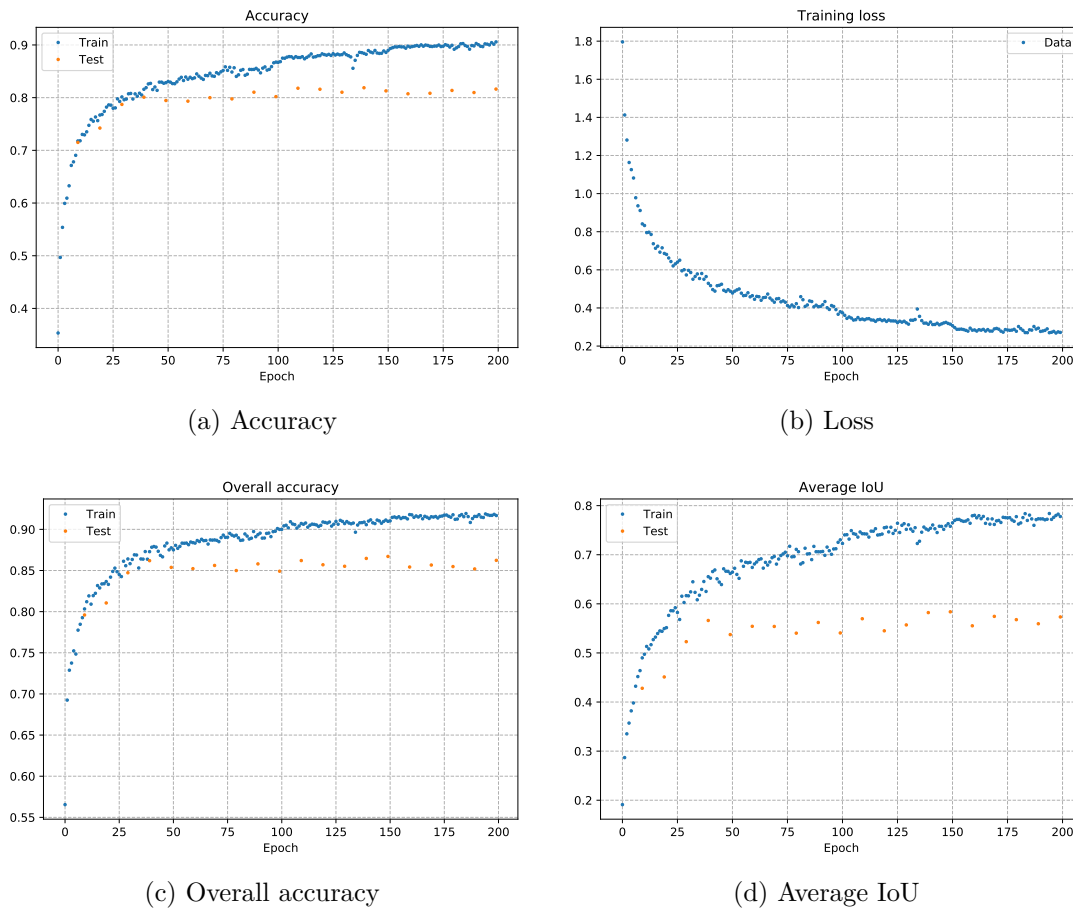 Accuracy
Train
Test
0.9
0.8
0.7
0.6
0.5
0.4
0 25 50 75 100 125 150 175 200
Epoch
(a) Accuracy
Training loss
Data
1.8
1.6
1.4
1.2
1.0
0.8
0.6
0.4
0.2
0 25 50 75 100 125 150 175 200
Epoch
(b) Loss
Overall accuracy
Train
Test
0.90
0.85
0.80
0.75
0.70
0.65
0.60
0.55
0 25 50 75 100 125 150 175 200
Epoch
(c) Overall accuracy
Average IoU
Train
Test
0.8
0.7
0.6
0.5
0.4
0.3
0.2
0 25 50 75 100 125 150 175 200
Epoch
(d) Average IoU